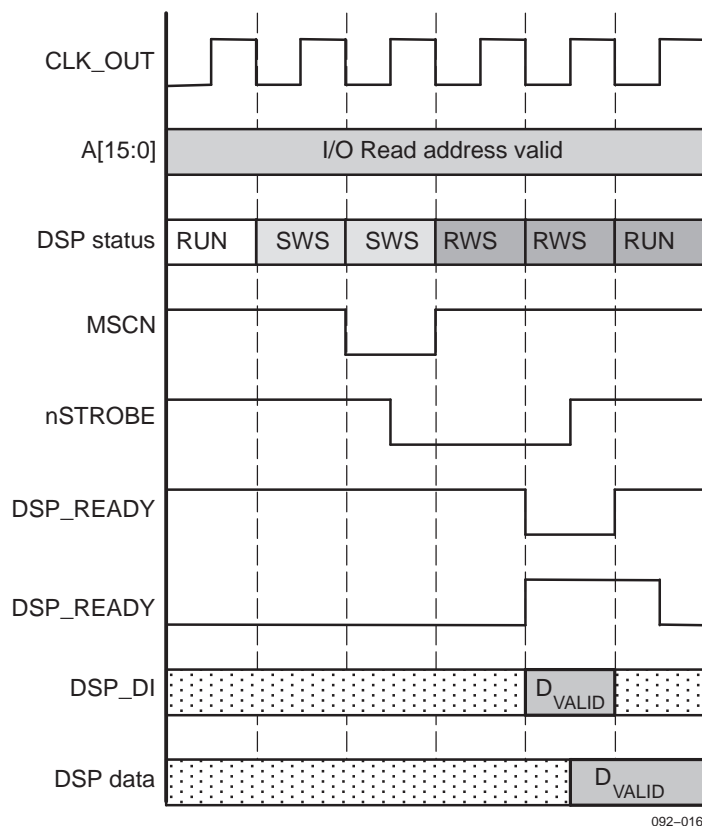 CLK_OUT
A[15:0] I/O Read address valid
DSP status RUN SWS SWS RWS RWS RUN
MSCN
nSTROBE
DSP_READY
DSP_READY
DSP_DI DVALID
DSP data DVALID
092–016